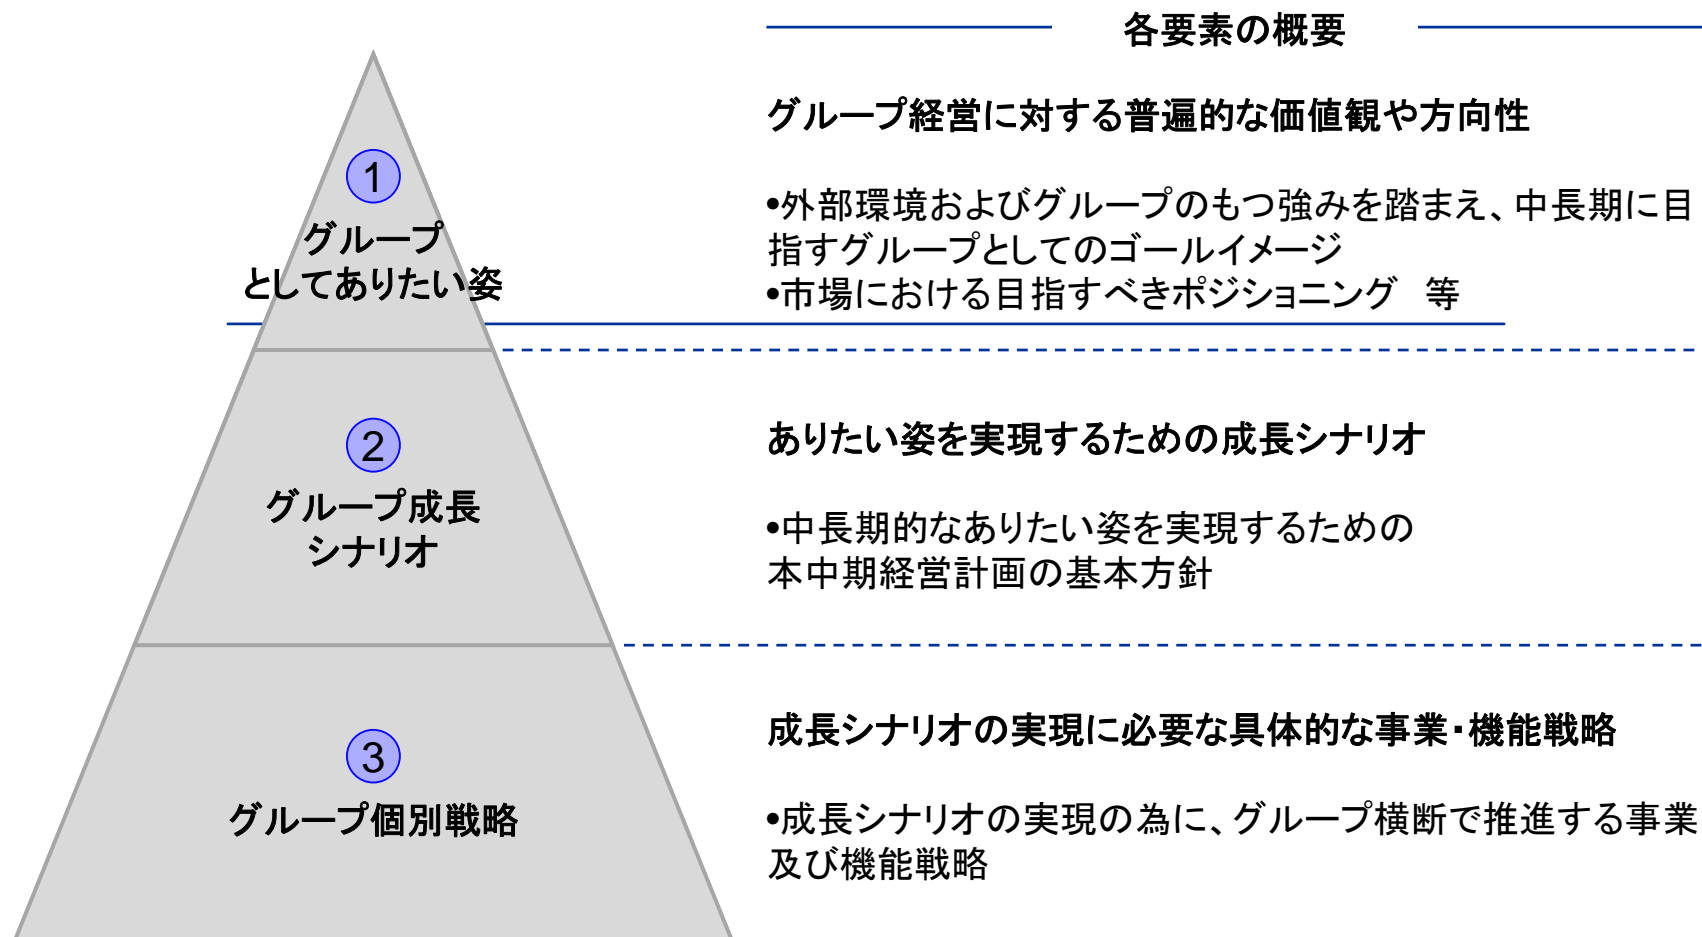 各要素の概要
グループ経営に対する普遍的な価値観や方向性
1
グループ
としてありたい姿
•外部環境およびグループのもつ強みを踏まえ、中長期に目
指すグループとしてのゴールイメージ
•市場における目指すべきポジショニング　等
ありたい姿を実現するための成長シナリオ
2
グループ成長
シナリオ
•中長期的なありたい姿を実現するための
本中期経営計画の基本方針
成長シナリオの実現に必要な具体的な事業・機能戦略
3
グループ個別戦略
•成長シナリオの実現の為に、グループ横断で推進する事業
及び機能戦略